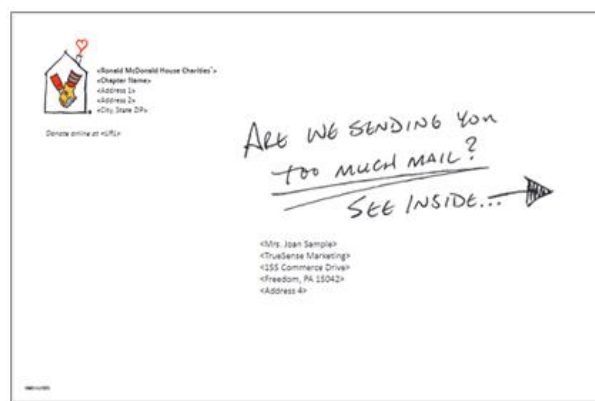 <Ronald McDonald House Charities®>
<Chapter Name>
<Address 1>
<Address 2>
<City, State ZIP>
Donate online at <URL>
ARE WE SENDING YOU
TOO MUCH MAIL?
SEE INSIDE...
<Mrs. Joan Sample>
<TrueSense Marketing>
<155 Commerce Drive>
<Freedom, PA 15042>
<Address 4>